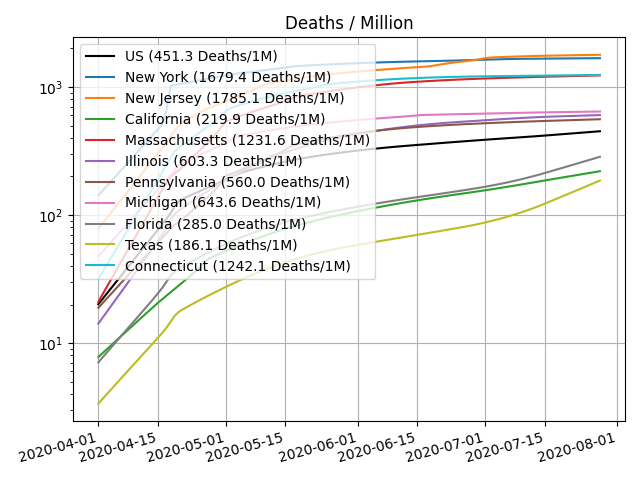 Deaths / Million
US (451.3 Deaths/1M)
New York (1679.4 Deaths/1M)
New Jersey (1785.1 Deaths/1M)
California (219.9 Deaths/1M)
Massachusetts (1231.6 Deaths/1M)
Illinois (603.3 Deaths/1M)
Pennsylvania (560.0 Deaths/1M)
Michigan (643.6 Deaths/1M)
Florida (285.0 Deaths/1M)
Texas (186.1 Deaths/1M)
Connecticut (1242.1 Deaths/1M)
10³
10²
10¹
2020-04-01
2020-04-15
2020-05-01
2020-05-15
2020-06-01
2020-06-15
2020-07-01
2020-07-15
2020-08-01